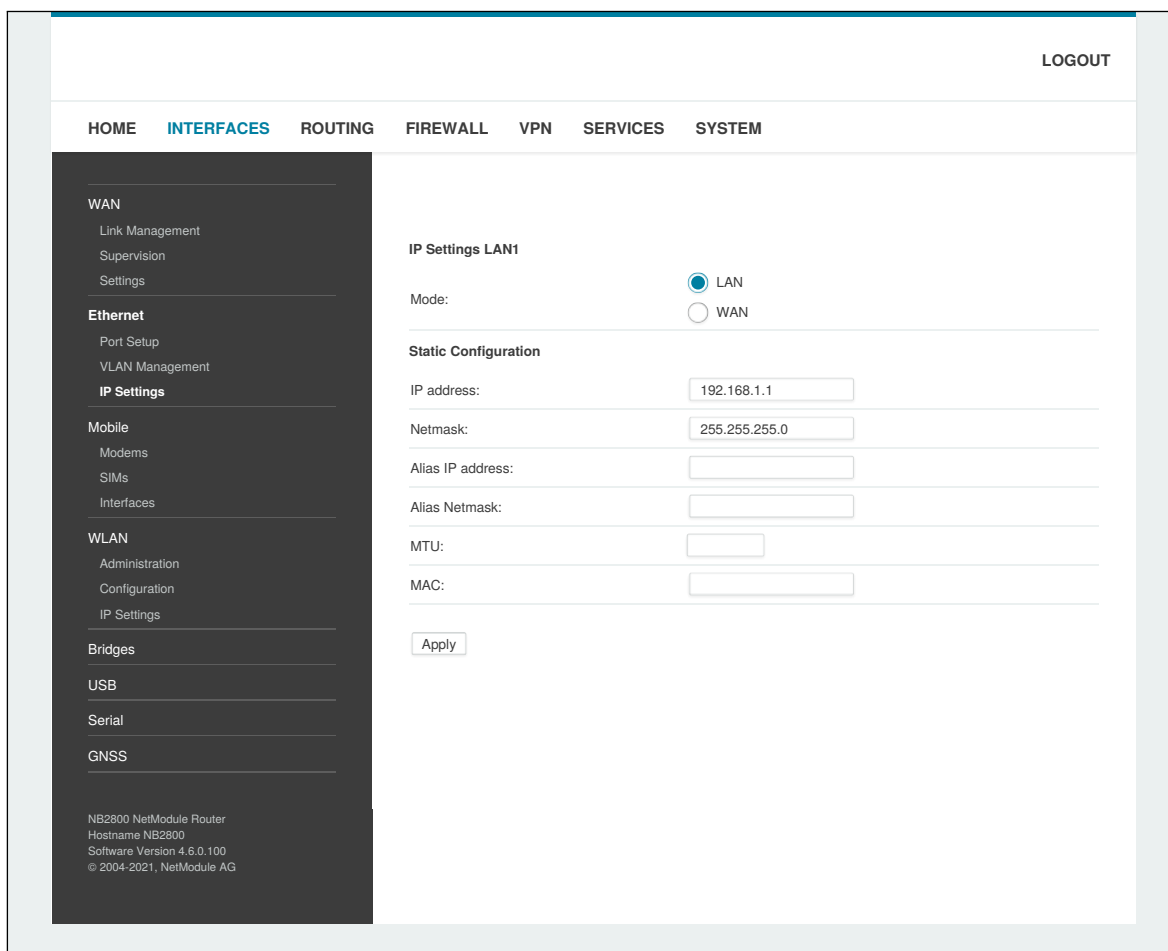 LOGOUT
HOME INTERFACES ROUTING FIREWALL VPN SERVICES SYSTEM
WAN
Link Management
Supervision
Settings
Ethernet
Port Setup
VLAN Management
IP Settings
Mobile
Modems
SIMs
Interfaces
WLAN
Administration
Configuration
IP Settings
Bridges
USB
Serial
GNSS
NB2800 NetModule Router
Hostname NB2800
Software Version 4.6.0.100
© 2004-2021, NetModule AG
IP Settings LAN1
Mode:
LAN
WAN
Static Configuration
IP address: 192.168.1.1
Netmask: 255.255.255.0
Alias IP address:
Alias Netmask:
MTU:
MAC:
Apply